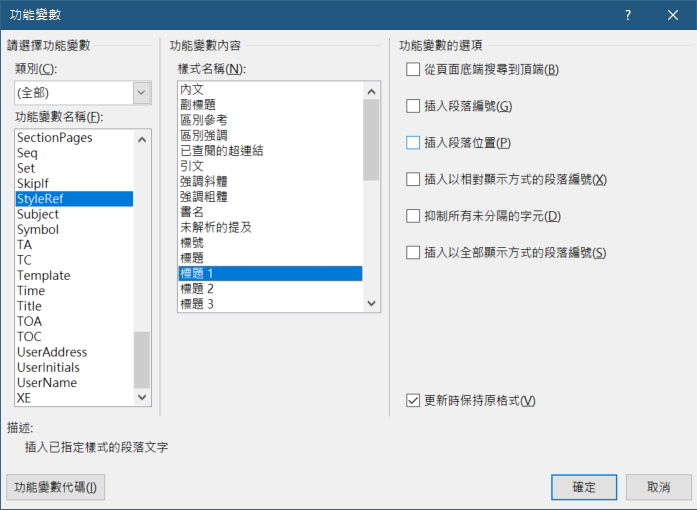 功能變數
?
請選擇功能變數
類別(C):
(全部)
功能變數名稱(F):
SectionPages
Seq
Set
SkipIf
StyleRef
Subject
Symbol
TA
TC
Template
Time
Title
TOA
TOC
UserAddress
UserInitials
UserName
XE
功能變數內容
樣式名稱(N):
內文
副標題
區別參考
區別強調
已查閱的超連結
引文
強調斜體
強調粗體
書名
未解析的提及
標號
標題
標題 1
標題 2
標題 3
功能變數的選項
從頁面底端搜尋到頂端(B)
插入段落編號(G)
插入段落位置(P)
插入以相對顯示方式的段落編號(X)
抑制所有未分隔的字元(D)
插入以全部顯示方式的段落編號(S)
更新時保持原格式(V)
描述:
插入已指定樣式的段落文字
功能變數代碼(I)
確定
取消